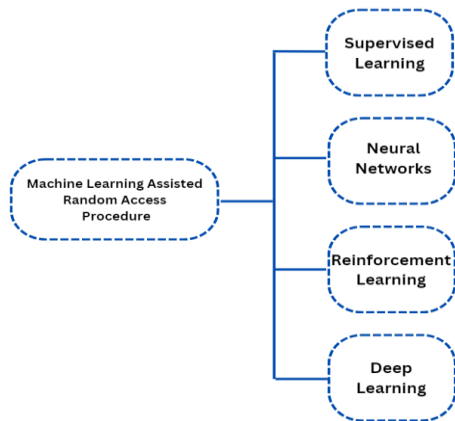 Supervised
Learning
Neural
Networks
Machine Learning Assisted
Random Access
Procedure
Reinforcement
Learning
Deep
Learning